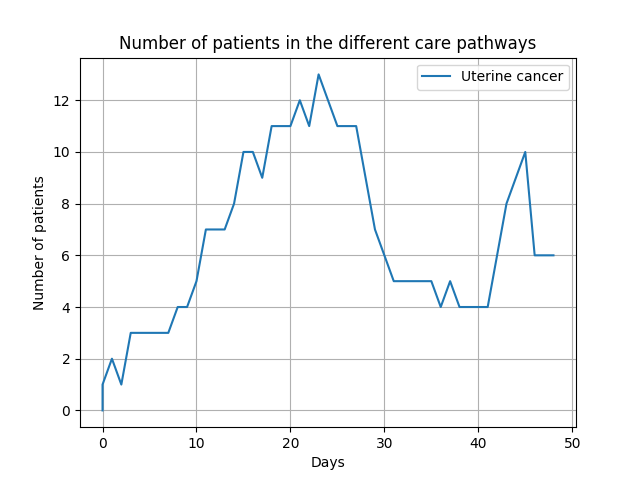 Number of patients in the different care pathways
Uterine cancer
Number of patients
12
10
8
6
4
2
0
0 10 20 30 40 50
Days